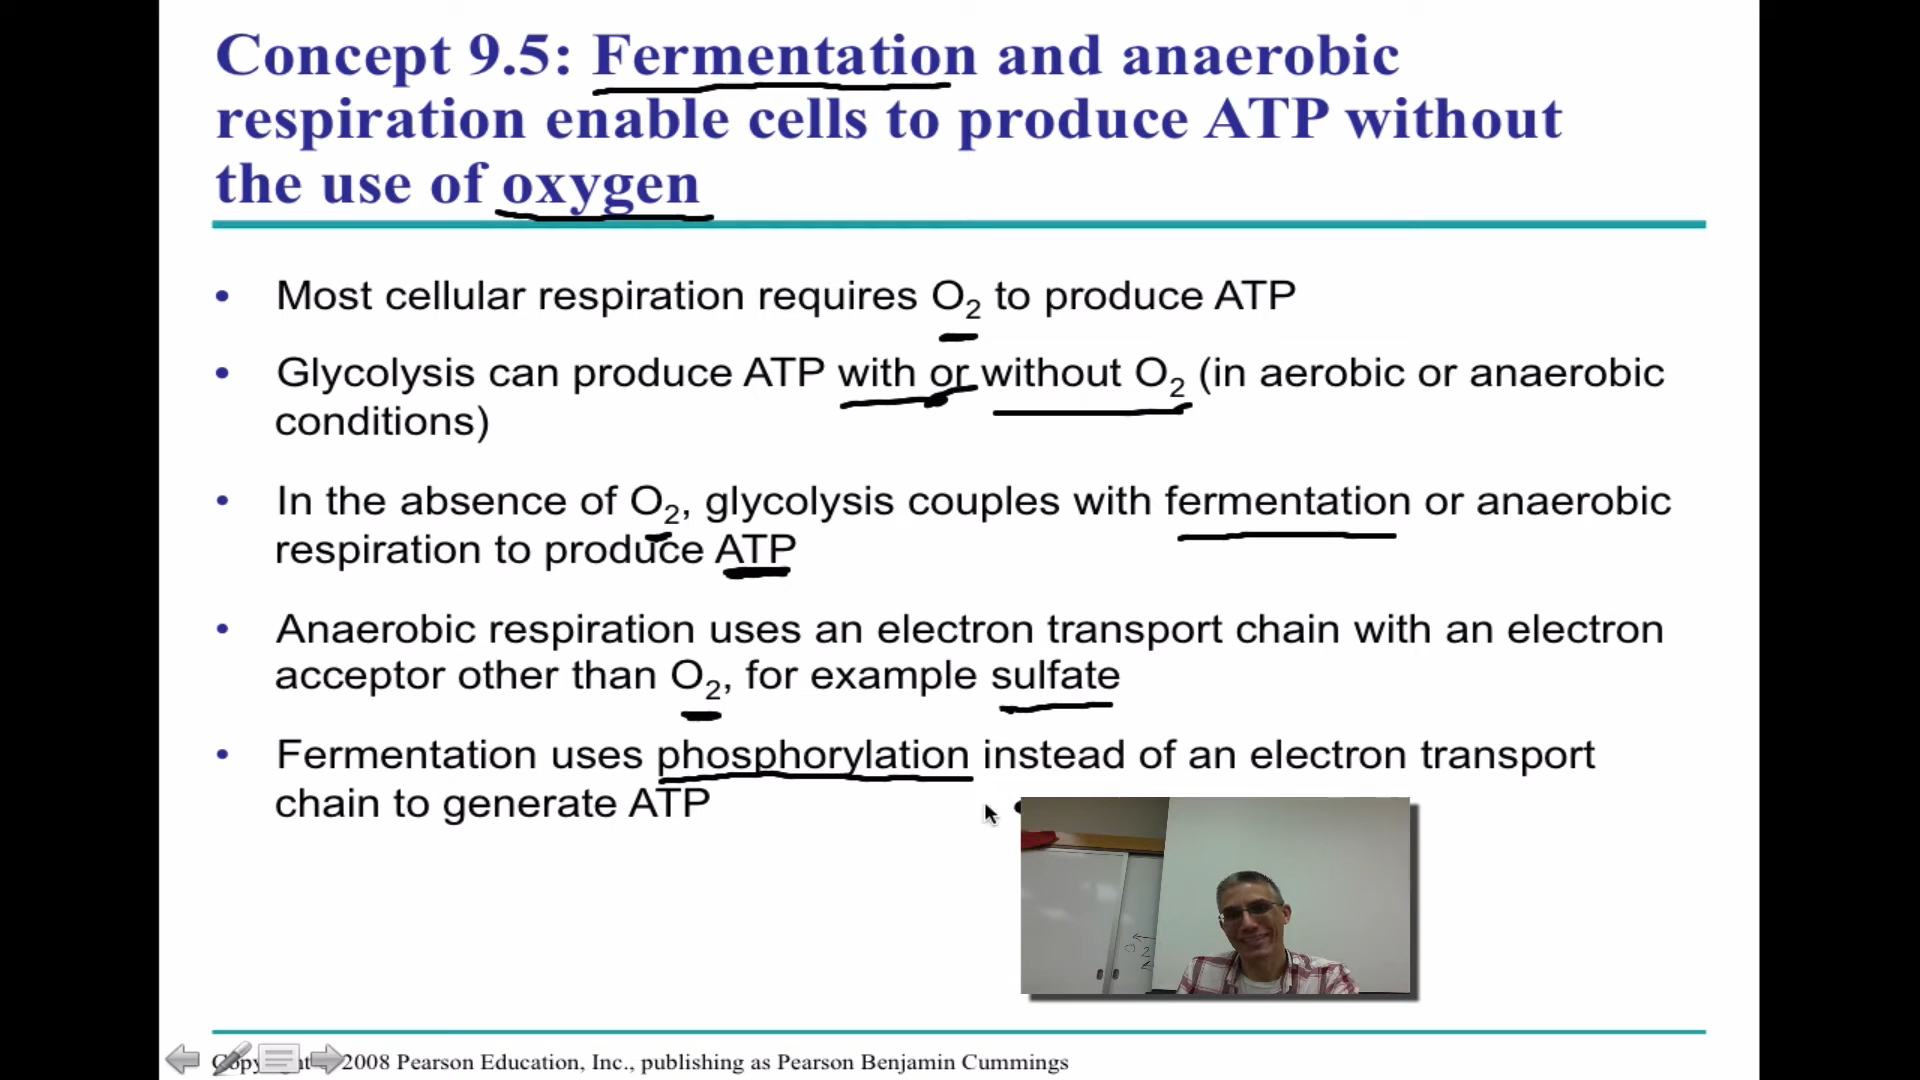 Concept 9.5: Fermentation and anaerobic
respiration enable cells to produce ATP without
the use of oxygen
• Most cellular respiration requires O₂ to produce ATP
• Glycolysis can produce ATP with or without O₂ (in aerobic or anaerobic
conditions)
• In the absence of O₂, glycolysis couples with fermentation or anaerobic
respiration to produce ATP
• Anaerobic respiration uses an electron transport chain with an electron
acceptor other than O₂, for example sulfate
• Fermentation uses phosphorylation instead of an electron transport
chain to generate ATP
2008 Pearson Education, Inc., publishing as Pearson Benjamin Cummings